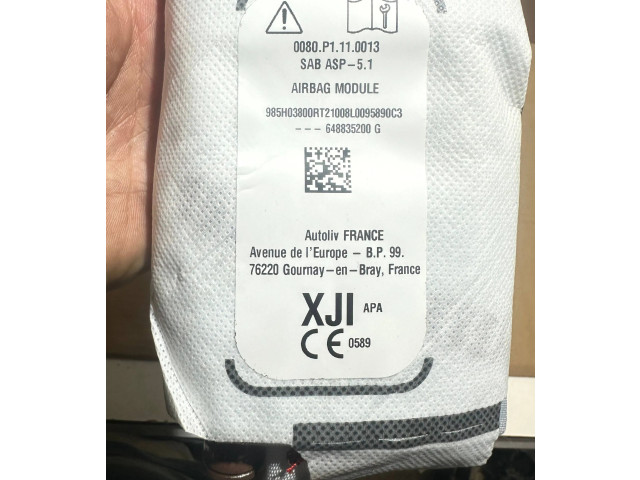 0080.P1.11.0013
SAB ASP-5.1
AIRBAG MODULE
985H03800RT21008L0095890C3
--- 648835200 G
Autoliv FRANCE
Avenue de l'Europe - B.P. 99.
76220 Gournay-en-Bray, France
XJI APA
CE 0589